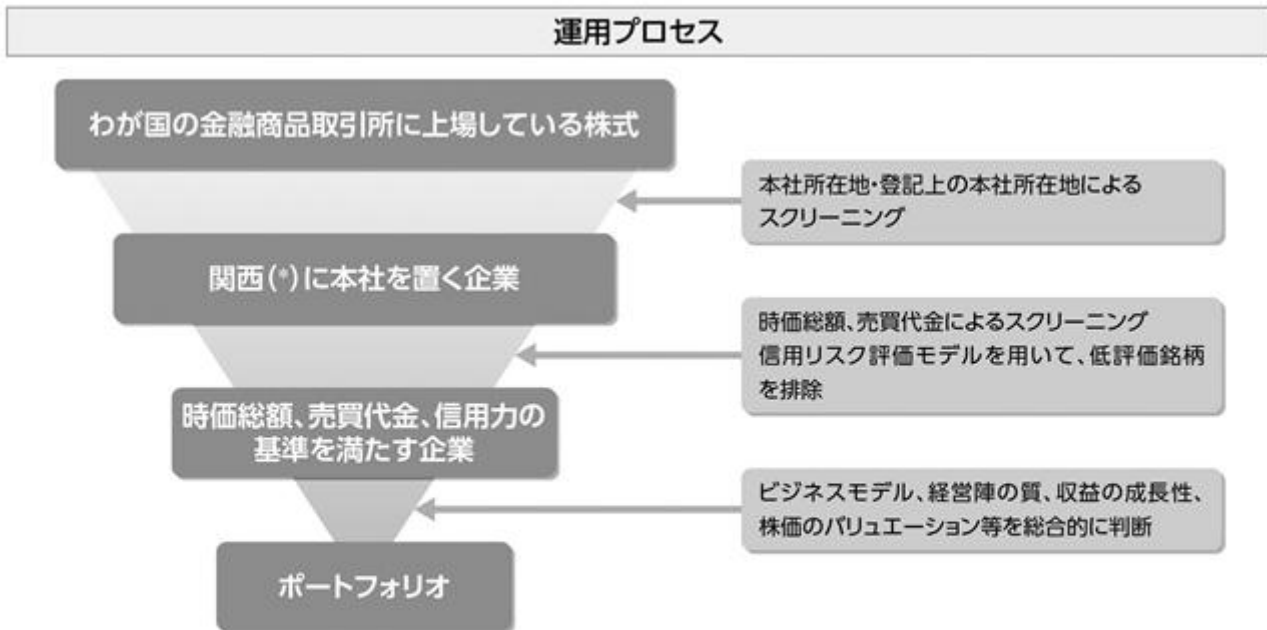 運用プロセス
わが国の金融商品取引所に上場している株式
本社所在地・登記上の本社所在地による
スクリーニング
関西(*)に本社を置く企業
時価総額、売買代金によるスクリーニング
信用リスク評価モデルを用いて、低評価銘柄
を排除
時価総額、売買代金、信用力の
基準を満たす企業
ビジネスモデル、経営陣の質、収益の成長性、
株価のバリュエーション等を総合的に判断
ポートフォリオ